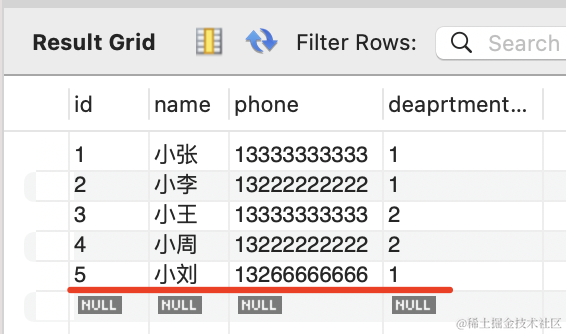 Result Grid Filter Rows: Search
id name phone deaprtment...
1 小张 13333333333 1
2 小李 13222222222 1
3 小王 13333333333 2
4 小周 13222222222 2
5 小刘 13266666666 1
NULL NULL NULL NULL
@稀土掘金技术社区